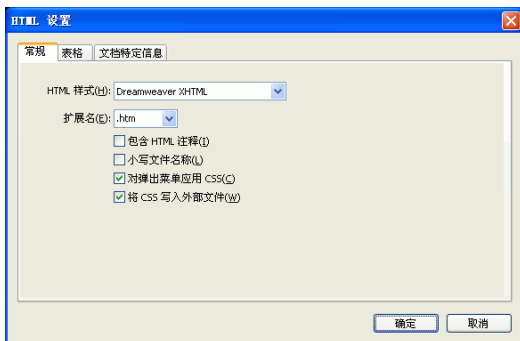 HTML 设置
常规 表格 文档特定信息
HTML 样式(H): Dreamweaver XHTML
扩展名(E): .htm
包含 HTML 注释(I)
小写文件名称(L)
对弹出菜单应用 CSS(C)
将 CSS 写入外部文件(W)
确定 取消